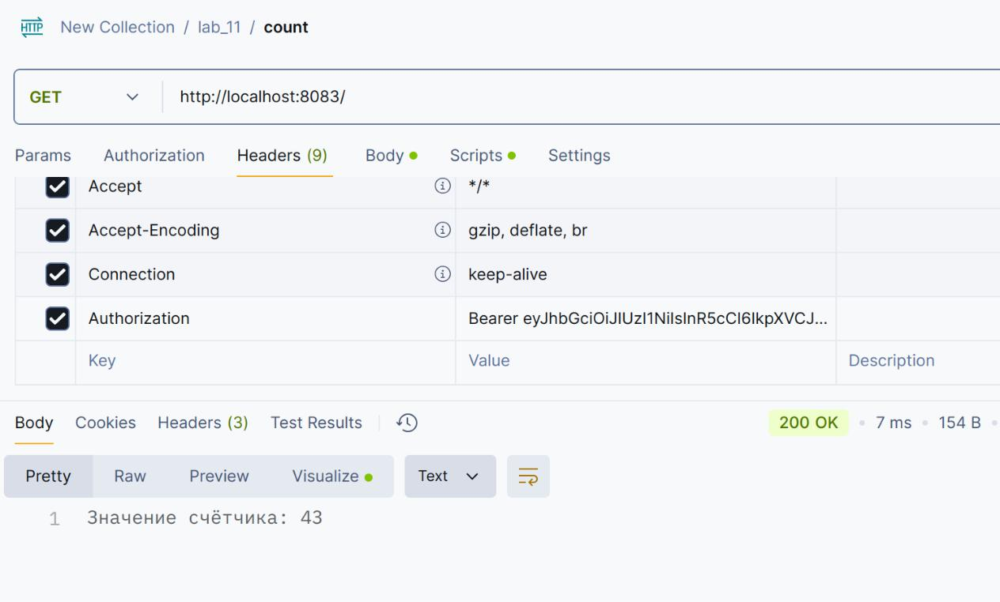 HTTP New Collection / lab_11 / count
GET http://localhost:8083/
Params Authorization Headers (9) Body Scripts Settings
Accept */*
Accept-Encoding gzip, deflate, br
Connection keep-alive
Authorization Bearer eyJhbGciOiJIUzI1NiIsInR5cCI6IkpXVCJ...
Key Value Description
Body Cookies Headers (3) Test Results 200 OK • 7 ms • 154 B •
Pretty Raw Preview Visualize Text
1 Значение счётчика: 43